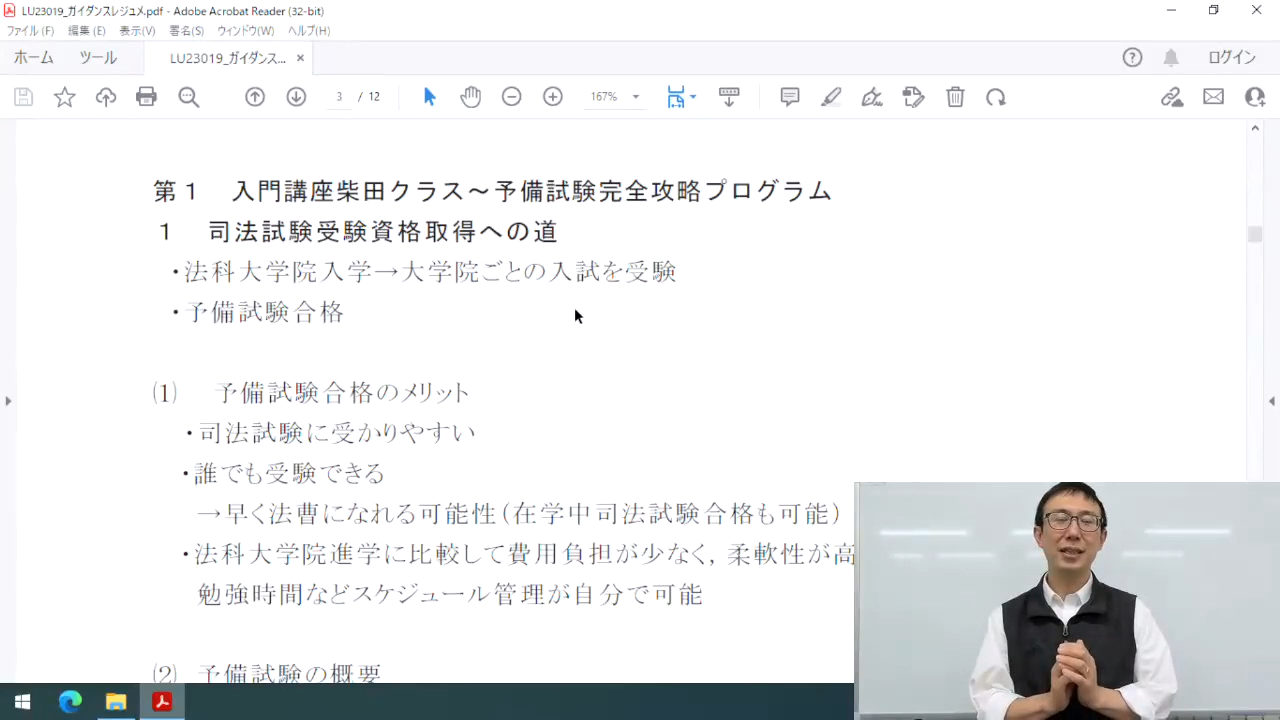 LU23019_ガイダンスレジュメ.pdf - Adobe Acrobat Reader (32-bit)
ファイル(F) 編集(E) 表示(V) 署名(S) ウィンドウ(W) ヘルプ(H)
ホーム ツール LU23019_ガイダンス... × ログイン
3 / 12 167%
第１ 入門講座柴田クラス～予備試験完全攻略プログラム
１ 司法試験受験資格取得への道
・法科大学院入学→大学院ごとの入試を受験
・予備試験合格
⑴ 予備試験合格のメリット
・司法試験に受かりやすい
・誰でも受験できる
→早く法曹になれる可能性（在学中司法試験合格も可能）
・法科大学院進学に比較して費用負担が少なく，柔軟性が高
勉強時間などスケジュール管理が自分で可能
⑵ 予備試験の概要